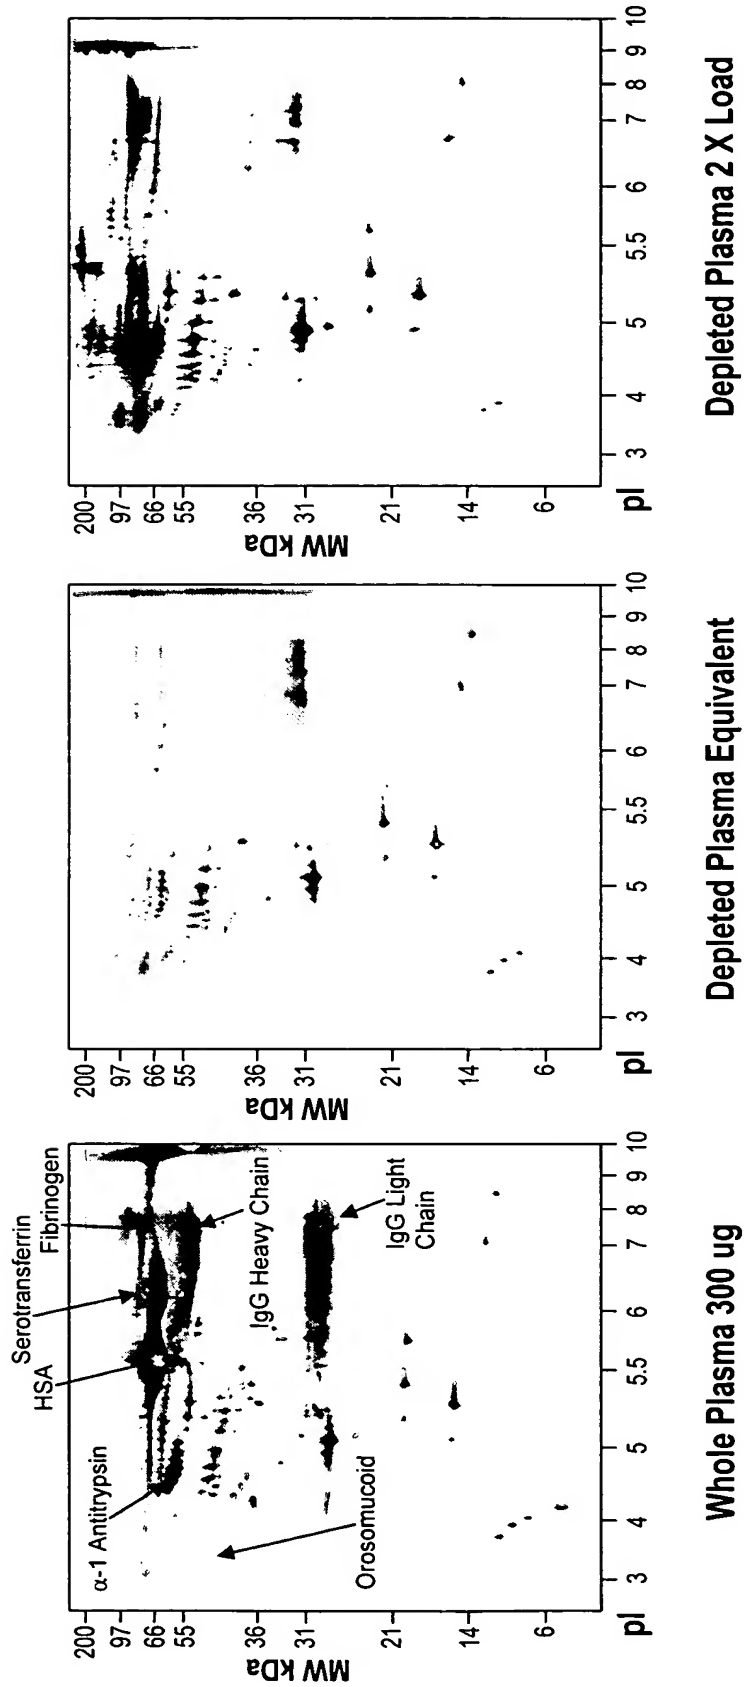 Serotransferrin
Fibrinogen
HSA
α-1 Antitrypsin
IgG Heavy Chain
IgG Light
Chain
Orosomucoid
200
97
66
55
36
31
21
14
6
MW kDa
pI
3 4 5 5.5 6 7 8 9 10
Whole Plasma 300 ug
200
97
66
55
36
31
21
14
6
MW kDa
pI
3 4 5 5.5 6 7 8 9 10
Depleted Plasma Equivalent
200
97
66
55
36
31
21
14
6
MW kDa
pI
3 4 5 5.5 6 7 8 9 10
Depleted Plasma 2 X Load